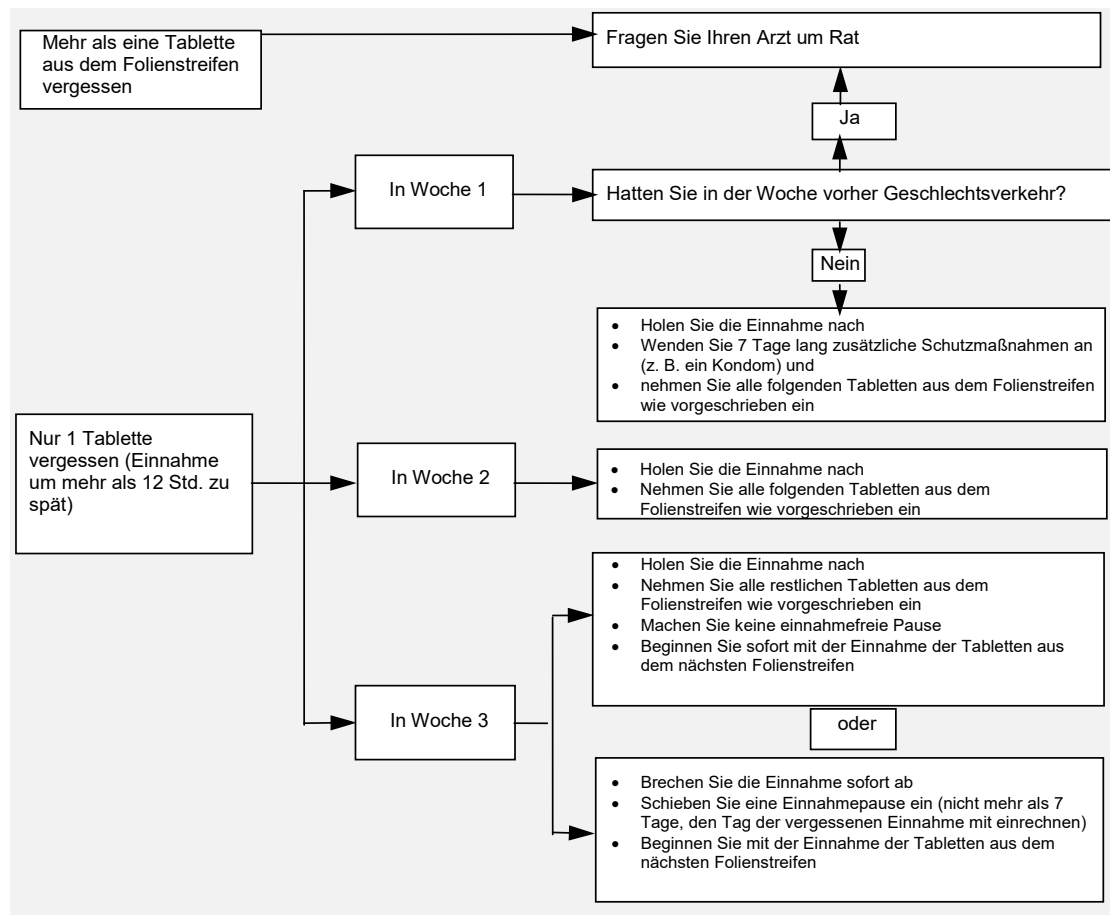 Mehr als eine Tablette
aus dem Folienstreifen
vergessen
Fragen Sie Ihren Arzt um Rat
Ja
In Woche 1
Hatten Sie in der Woche vorher Geschlechtsverkehr?
Nein
• Holen Sie die Einnahme nach
• Wenden Sie 7 Tage lang zusätzliche Schutzmaßnahmen an
(z. B. ein Kondom) und
• nehmen Sie alle folgenden Tabletten aus dem Folienstreifen
wie vorgeschrieben ein
Nur 1 Tablette
vergessen (Einnahme
um mehr als 12 Std. zu
spät)
In Woche 2
• Holen Sie die Einnahme nach
• Nehmen Sie alle folgenden Tabletten aus dem
Folienstreifen wie vorgeschrieben ein
In Woche 3
• Holen Sie die Einnahme nach
• Nehmen Sie alle restlichen Tabletten aus dem
Folienstreifen wie vorgeschrieben ein
• Machen Sie keine einnahmefreie Pause
• Beginnen Sie sofort mit der Einnahme der Tabletten aus
dem nächsten Folienstreifen
oder
• Brechen Sie die Einnahme sofort ab
• Schieben Sie eine Einnahmepause ein (nicht mehr als 7
Tage, den Tag der vergessenen Einnahme mit einrechnen)
• Beginnen Sie mit der Einnahme der Tabletten aus dem
nächsten Folienstreifen